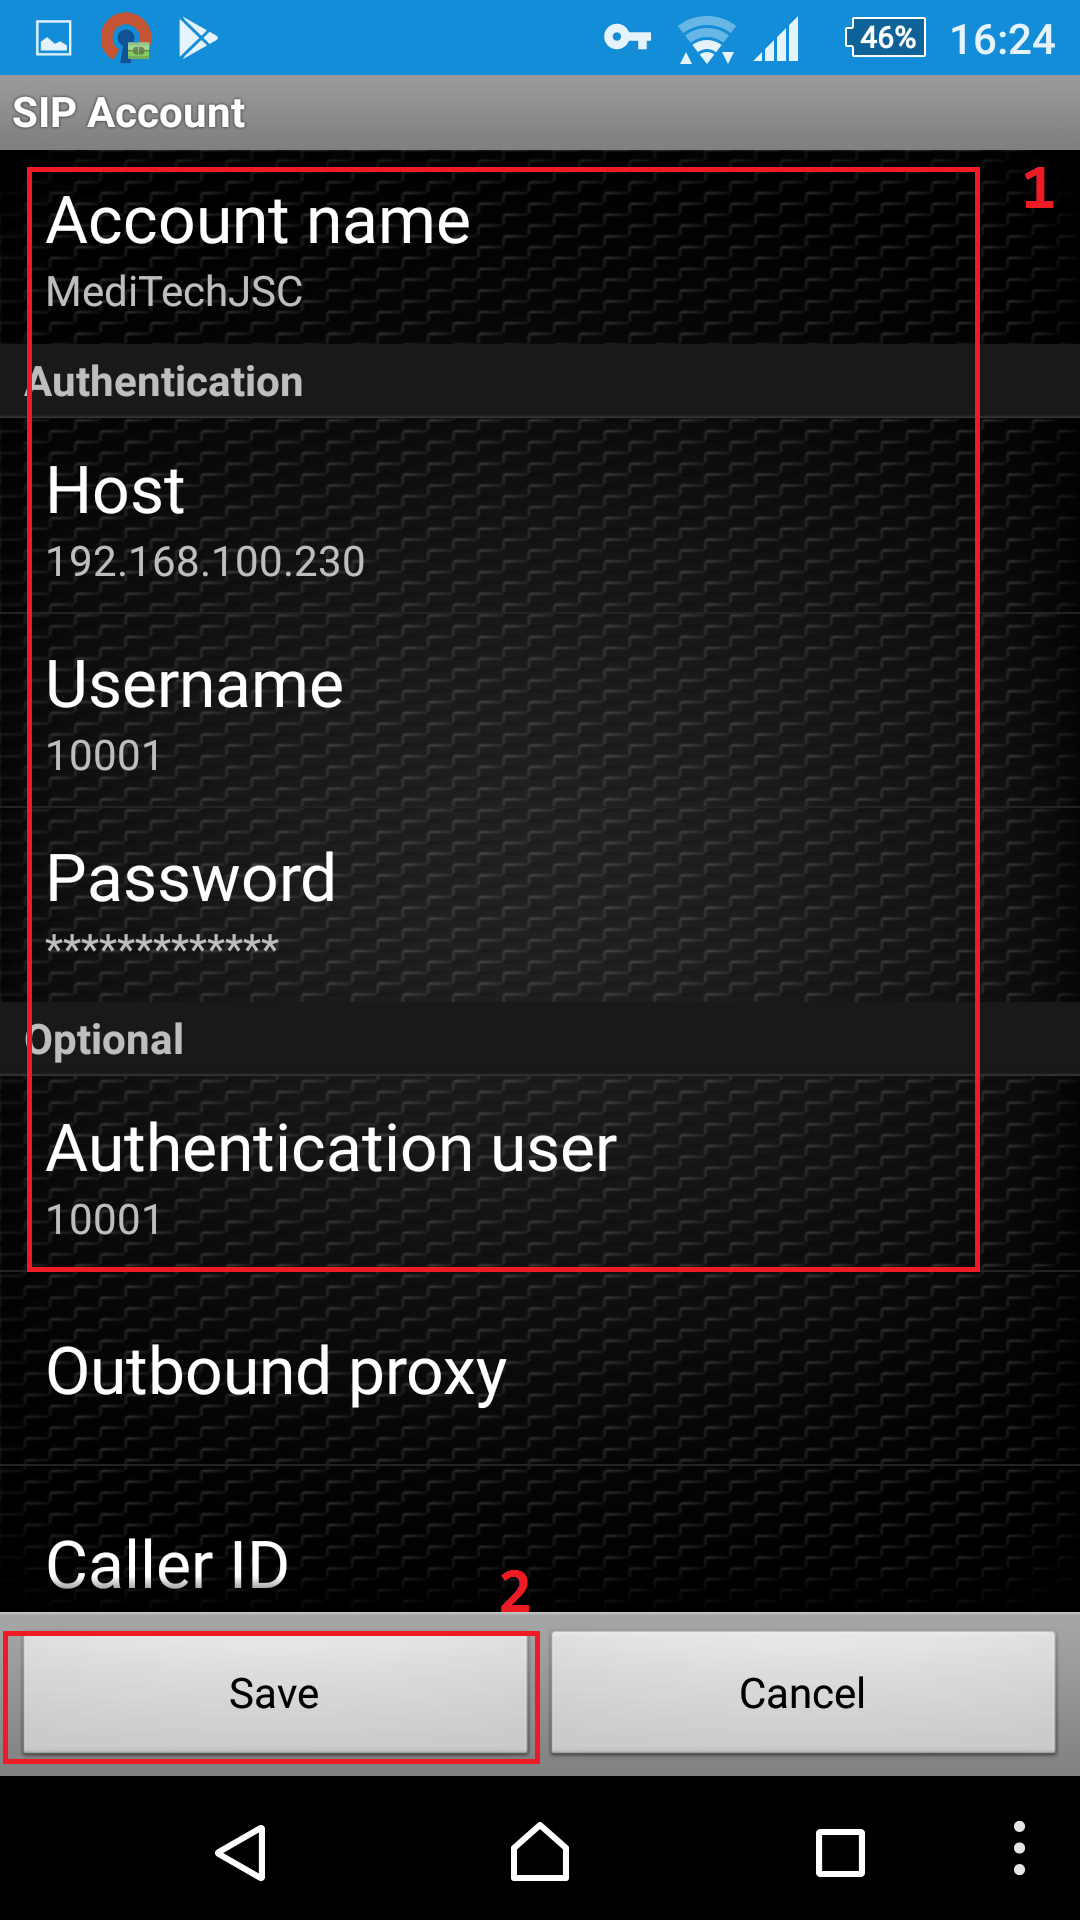 46% 16:24
SIP Account
1
Account name
MediTechJSC
Authentication
Host
192.168.100.230
Username
10001
Password
*************
Optional
Authentication user
10001
Outbound proxy
Caller ID
2
Save Cancel